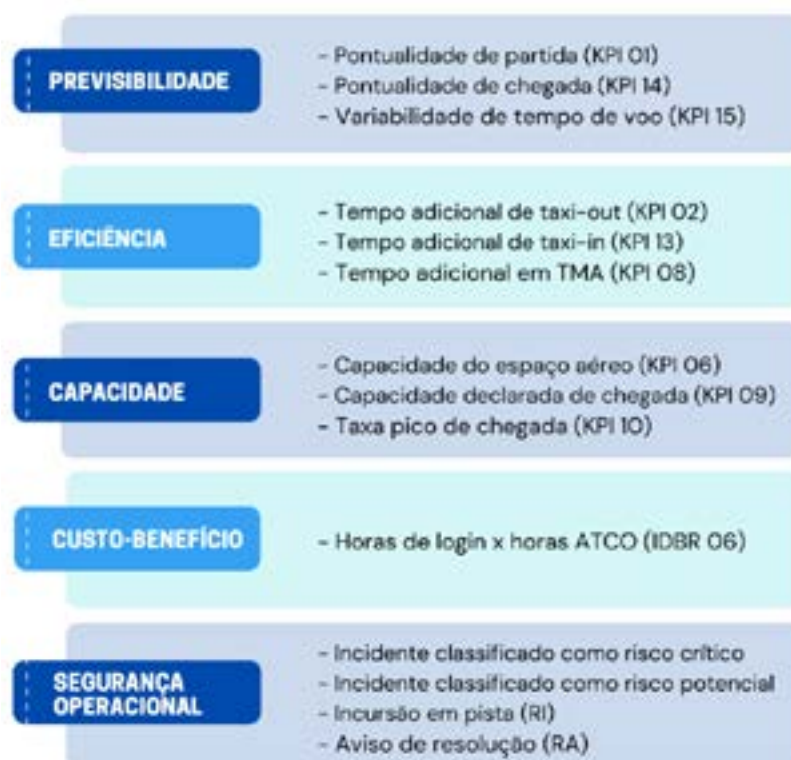 PREVISIBILIDADE
- Pontualidade de partida (KPI 01)
- Pontualidade de chegada (KPI 14)
- Variabilidade de tempo de voo (KPI 15)
EFICIÊNCIA
- Tempo adicional de taxi-out (KPI 02)
- Tempo adicional de taxi-in (KPI 13)
- Tempo adicional em TMA (KPI 08)
CAPACIDADE
- Capacidade do espaço aéreo (KPI 06)
- Capacidade declarada de chegada (KPI 09)
- Taxa pico de chegada (KPI 10)
CUSTO-BENEFÍCIO
- Horas de login x horas ATCO (IDBR 06)
SEGURANÇA
OPERACIONAL
- Incidente classificado como risco crítico
- Incidente classificado como risco potencial
- Incursão em pista (RI)
- Aviso de resolução (RA)